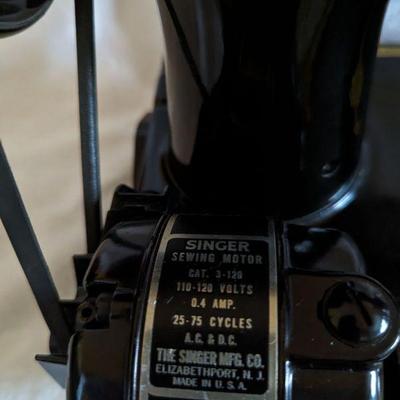 SINGER
SEWING MOTOR
CAT. 3-120
110-120 VOLTS
0.4 AMP.
25-75 CYCLES
A.C. & D.C.
THE SINGER MFG. CO.
ELIZABETHPORT, N. J.
MADE IN U. S. A.